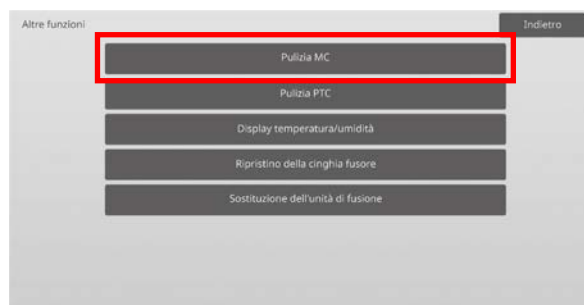 Altre funzioni
Indietro
Pulizia MC
Pulizia PTC
Display temperatura/umidità
Ripristino della cinghia fusore
Sostituzione dell'unità di fusione